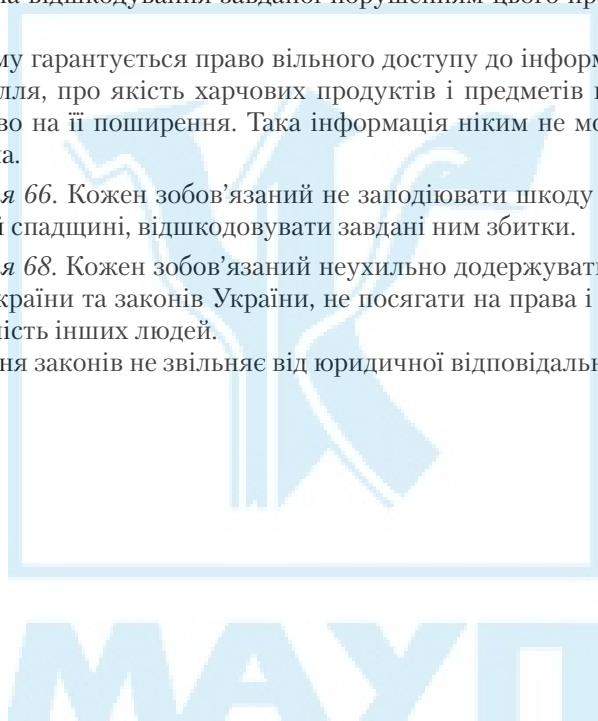 на відшкодування завданої порушенням цього пр
му гарантується право вільного доступу до інформ
лля, про якість харчових продуктів і предметів
во на її поширення. Така інформація ніким не мо
на.
я 66. Кожен зобов’язаний не заподіювати шкоду
й спадщині, відшкодовувати завдані ним збитки.
я 68. Кожен зобов’язаний неухильно додержувати
країни та законів України, не посягати на права і
ність інших людей.
ня законів не звільняє від юридичної відповідальн
МАУП